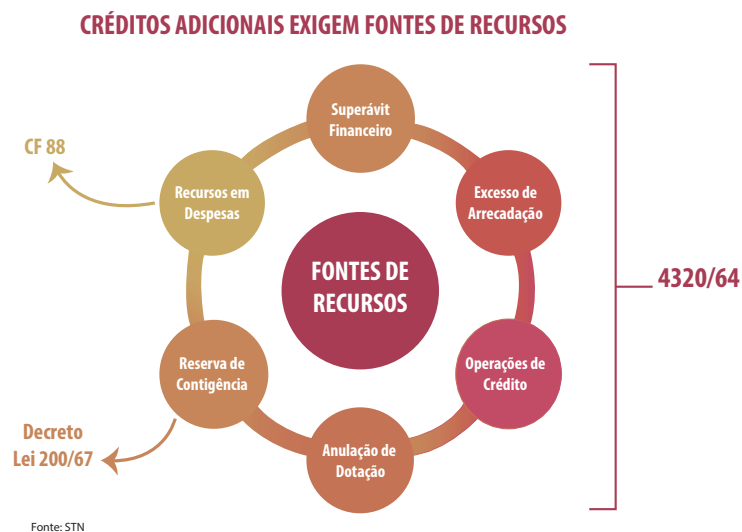 CRÉDITOS ADICIONAIS EXIGEM FONTES DE RECURSOS
Superávit
Financeiro
CF 88
Recursos em
Despesas
Excesso de
Arrecadação
FONTES DE
RECURSOS
4320/64
Reserva de
Contigência
Operações de
Crédito
Decreto
Lei 200/67
Anulação de
Dotação
Fonte: STN